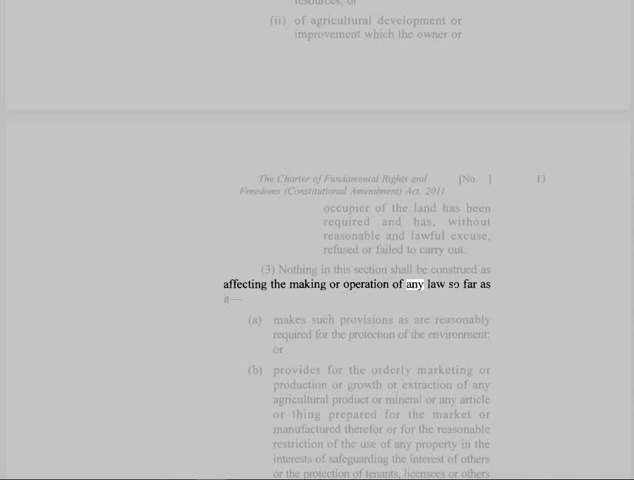 resources, or
(ii) of agricultural development or
improvement which the owner or
The Charter of Fundamental Rights and [No. ] 13
Freedoms (Constitutional Amendment) Act, 2011
occupier of the land has been
required and has, without
reasonable and lawful excuse,
refused or failed to carry out.
(3) Nothing in this section shall be construed as
affecting the making or operation of any law so far as
it—
(a) makes such provisions as are reasonably
required for the protection of the environment;
or
(b) provides for the orderly marketing or
production or growth or extraction of any
agricultural product or mineral or any article
or thing prepared for the market or
manufactured therefor or for the reasonable
restriction of the use of any property in the
interests of safeguarding the interest of others
or the protection of tenants, licensees or others